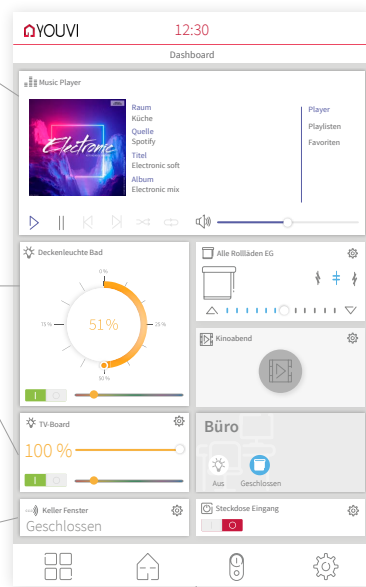 YOUVI
12:30
Dashboard
Music Player
Electronic
Raum
Küche
Quelle
Spotify
Titel
Electronic soft
Album
Electronic mix
Player
Playlisten
Favoriten
Deckenleuchte Bad
0 %
75 %
51 %
25 %
50 %
Alle Rollläden EG
Kinoabend
TV-Board
100 %
Büro
Aus
Geschlossen
Keller Fenster
Geschlossen
Steckdose Eingang